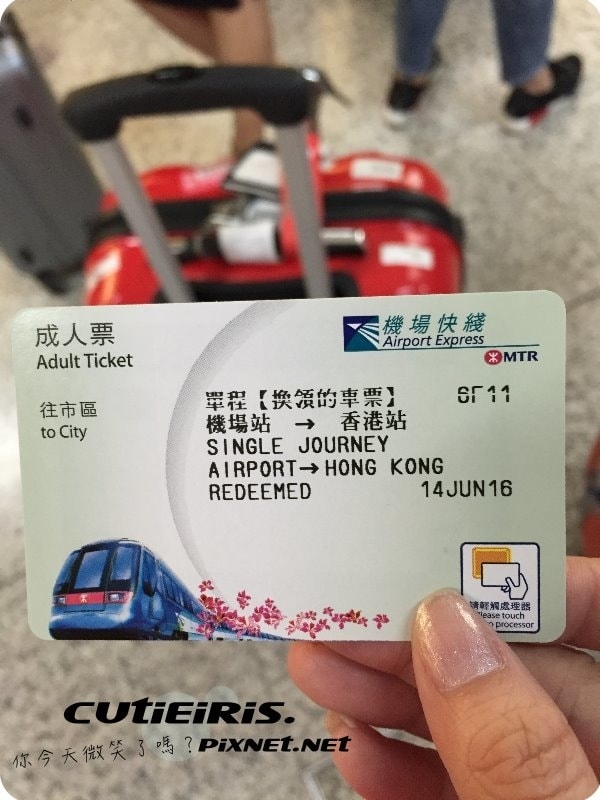 成人票
Adult Ticket
往市區
to City
機場快綫
Airport Express
MTR
單程【換領的車票】 SF11
機場站 → 香港站
SINGLE JOURNEY
AIRPORT→HONG KONG
REDEEMED 14JUN16
請輕觸處理器
Please touch
processor
CUTiEiRiS.
你今天微笑了嗎？PiXNET.NET